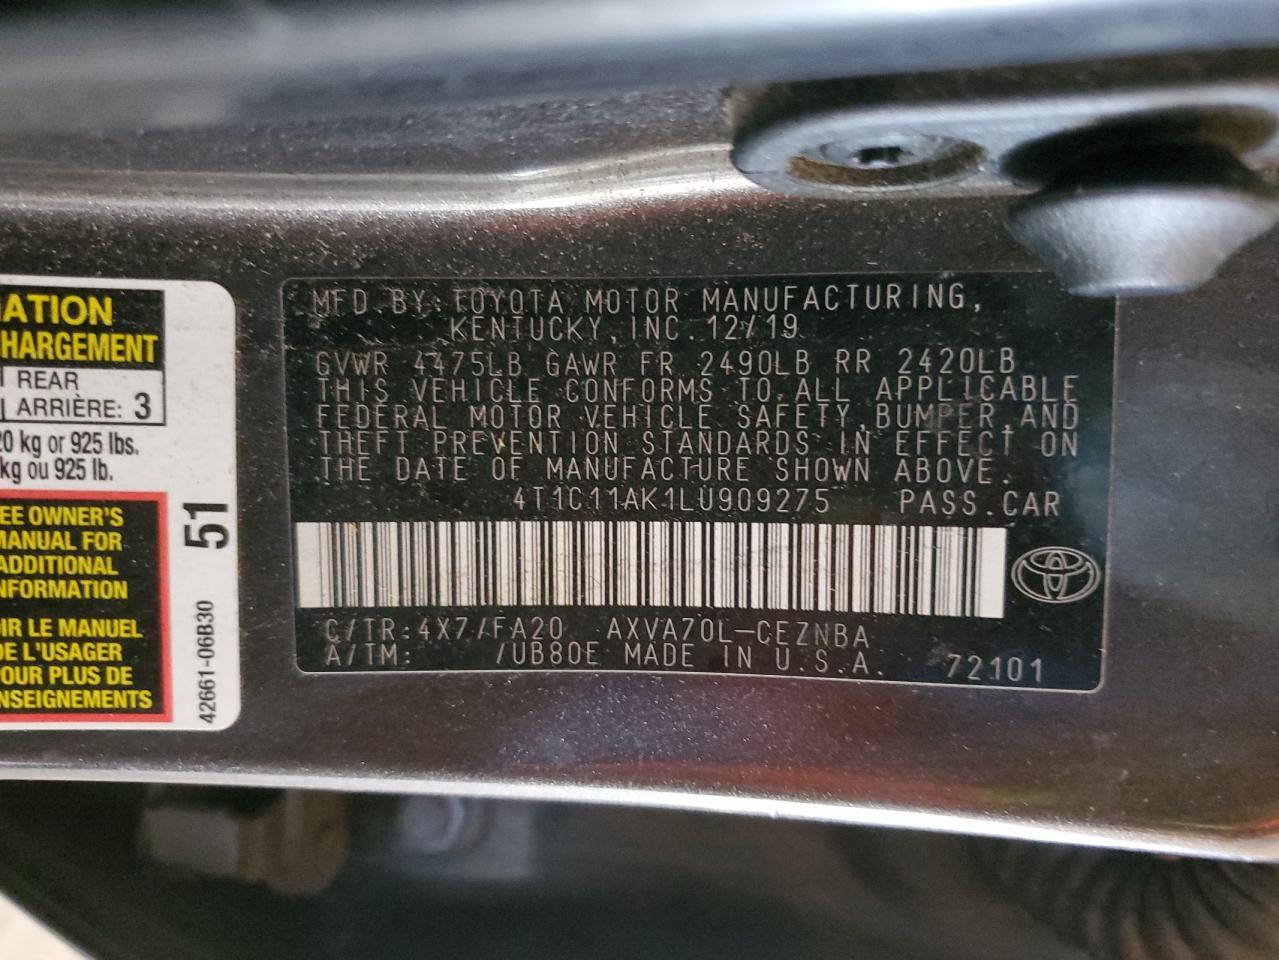 GATION
HARGEMENT
REAR
ARRIÈRE: 3
20 kg or 925 lbs.
kg ou 925 lb.
EE OWNER'S
MANUAL FOR
ADDITIONAL
NFORMATION
OIR LE MANUEL
DE L'USAGER
POUR PLUS DE
NSEIGNEMENTS
51
42661-06B30
MFD.BY: TOYOTA MOTOR MANUFACTURING,
KENTUCKY, INC. 12/19
GVWR 4475LB GAWR FR 2490LB RR 2420LB
THIS VEHICLE CONFORMS TO ALL APPLICABLE
FEDERAL MOTOR VEHICLE SAFETY, BUMPER, AND
THEFT PREVENTION STANDARDS IN EFFECT ON
THE DATE OF MANUFACTURE SHOWN ABOVE.
4T1C11AK1LU909275 PASS.CAR
C/TR: 4X7/FA20 AXVA70L-CEZNBA
A/TM: /UB80E MADE IN U.S.A. 72101